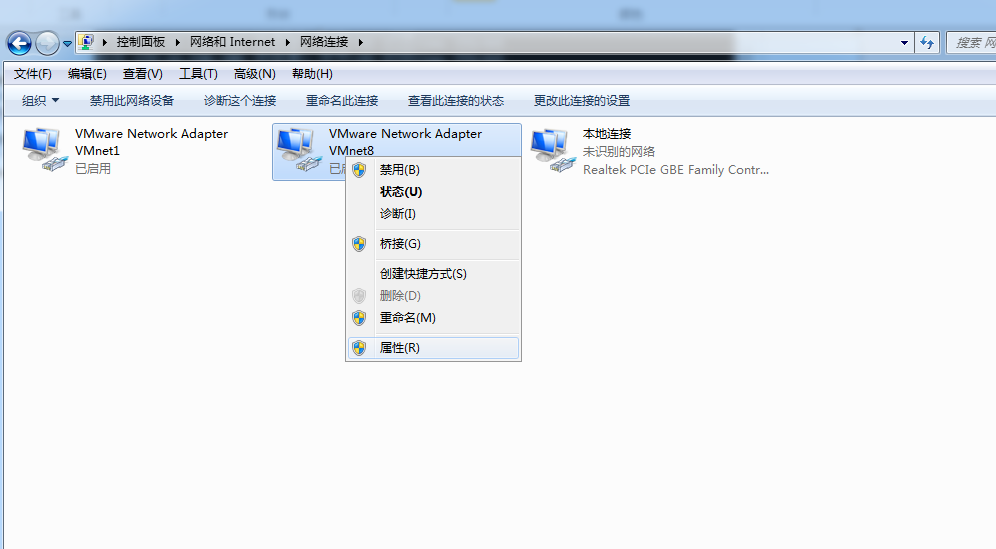 控制面板 网络和 Internet 网络连接
搜索 网
文件(F) 编辑(E) 查看(V) 工具(T) 高级(N) 帮助(H)
组织 禁用此网络设备 诊断这个连接 重命名此连接 查看此连接的状态 更改此连接的设置
VMware Network Adapter
VMnet1
已启用
VMware Network Adapter
VMnet8
已启
禁用(B)
状态(U)
诊断(I)
桥接(G)
创建快捷方式(S)
删除(D)
重命名(M)
属性(R)
本地连接
未识别的网络
Realtek PCIe GBE Family Contr...